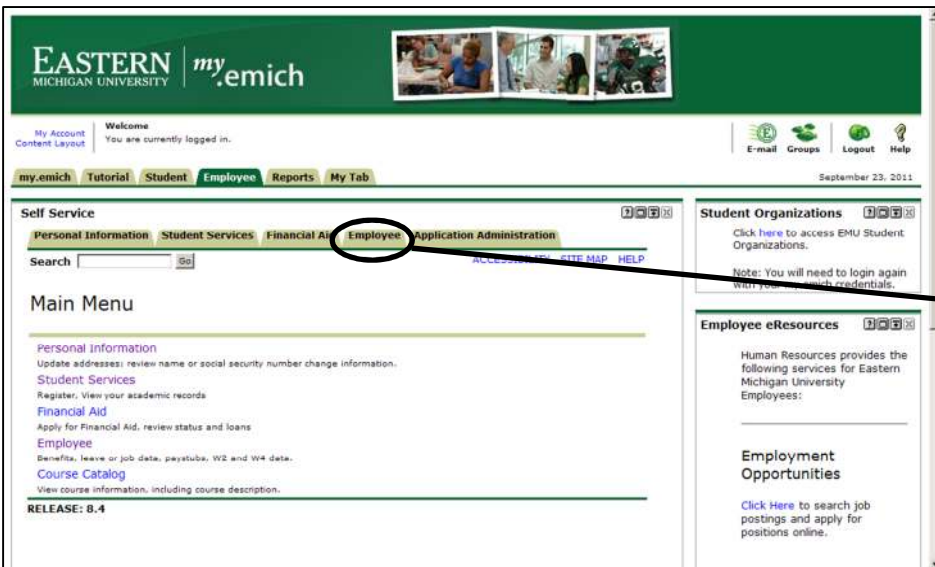 EASTERN
MICHIGAN UNIVERSITY
my.emich
My Account
Content Layout
Welcome
You are currently logged in.
E-mail Groups Logout Help
my.emich Tutorial Student Employee Reports My Tab
September 23, 2011
Self Service
Personal Information Student Services Financial Aid Employee Application Administration
Search Go
ACCESSIBILITY SITE MAP HELP
Main Menu
Personal Information
Update addresses; review name or social security number change information.
Student Services
Register, View your academic records
Financial Aid
Apply for Financial Aid, review status and loans
Employee
Benefits, leave or job data, paystubs, W2 and W4 data.
Course Catalog
View course information, including course description.
RELEASE: 8.4
Student Organizations
Click here to access EMU Student
Organizations.
Note: You will need to login again
with your my.emich credentials.
Employee eResources
Human Resources provides the
following services for Eastern
Michigan University
Employees:
Employment
Opportunities
Click Here to search job
postings and apply for
positions online.